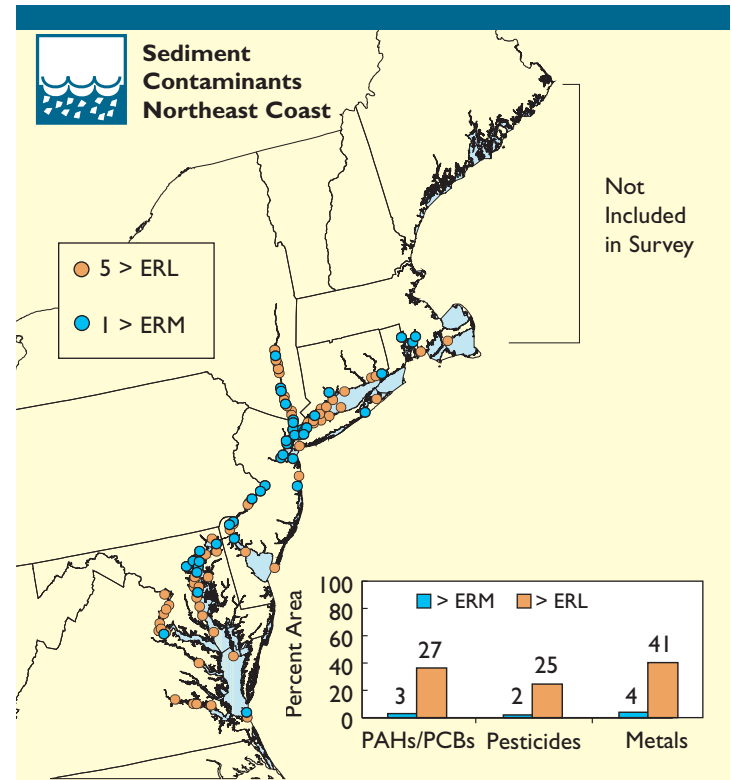 Sediment
Contaminants
Northeast Coast
Not
Included
in Survey
5 > ERL
1 > ERM
Percent Area
100
80
60
40
20
0
> ERM > ERL
3 27
2 25
4 41
PAHs/PCBs Pesticides Metals